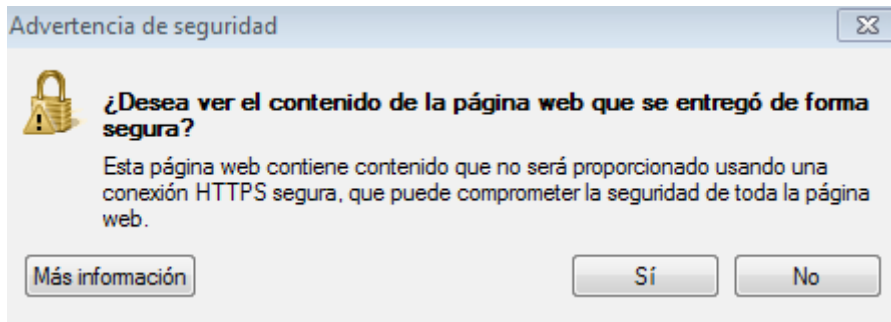 Advertencia de seguridad
¿Desea ver el contenido de la página web que se entregó de forma
segura?
Esta página web contiene contenido que no será proporcionado usando una
conexión HTTPS segura, que puede comprometer la seguridad de toda la página
web.
Más información
Sí
No